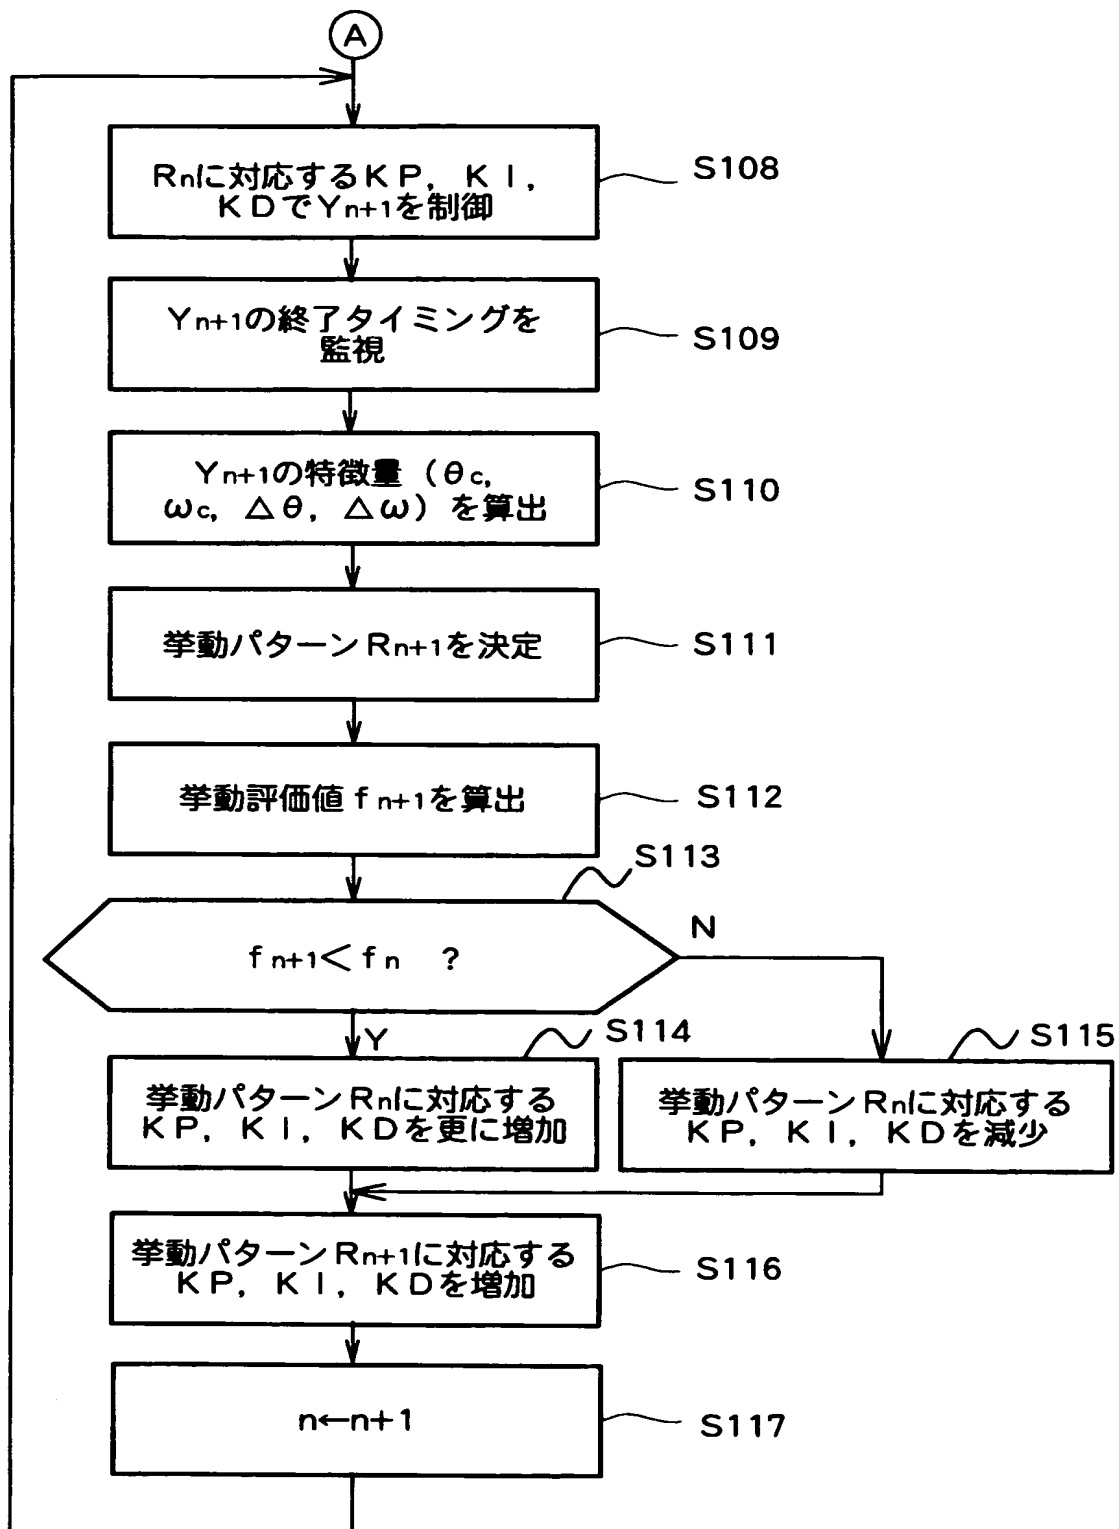 A
Rnに対応するKP, KI,
KDでYn+1を制御
S108
Yn+1の終了タイミングを
監視
S109
Yn+1の特徴量 (θc,
ωc, △θ, △ω) を算出
S110
挙動パターンRn+1を決定
S111
挙動評価値fn+1を算出
S112
S113
fn+1<fn ?
N
Y
S114
挙動パターンRnに対応する
KP, KI, KDを更に増加
S115
挙動パターンRnに対応する
KP, KI, KDを減少
挙動パターンRn+1に対応する
KP, KI, KDを増加
S116
n←n+1
S117